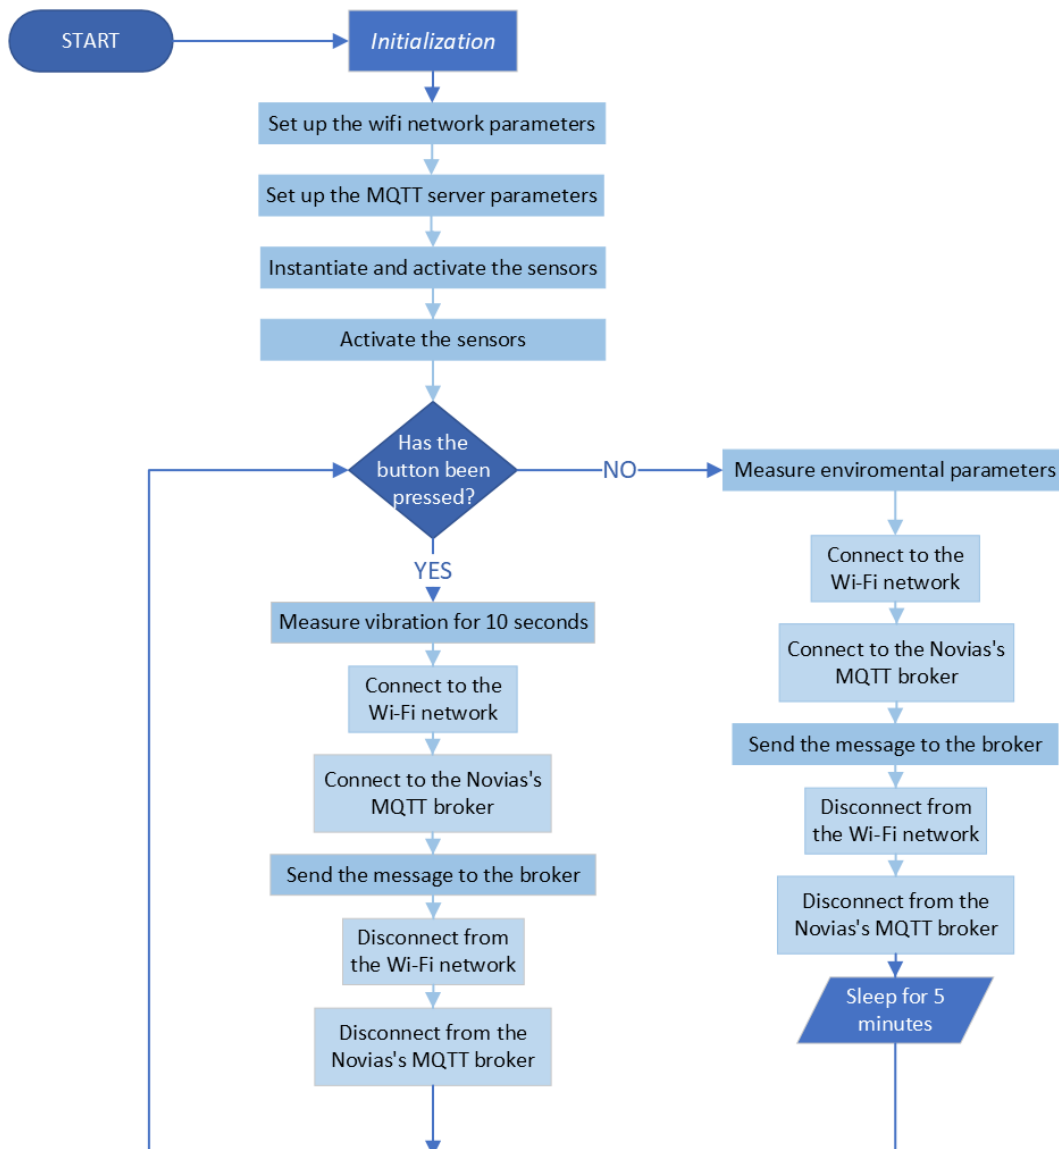 START
Initialization
Set up the wifi network parameters
Set up the MQTT server parameters
Instantiate and activate the sensors
Activate the sensors
Has the
button been
pressed?
NO
Measure enviromental parameters
Connect to the
Wi-Fi network
Connect to the Novias's
MQTT broker
Send the message to the broker
Disconnect from
the Wi-Fi network
Disconnect from the
Novias's MQTT broker
Sleep for 5
minutes
YES
Measure vibration for 10 seconds
Connect to the
Wi-Fi network
Connect to the Novias's
MQTT broker
Send the message to the broker
Disconnect from
the Wi-Fi network
Disconnect from the
Novias's MQTT broker